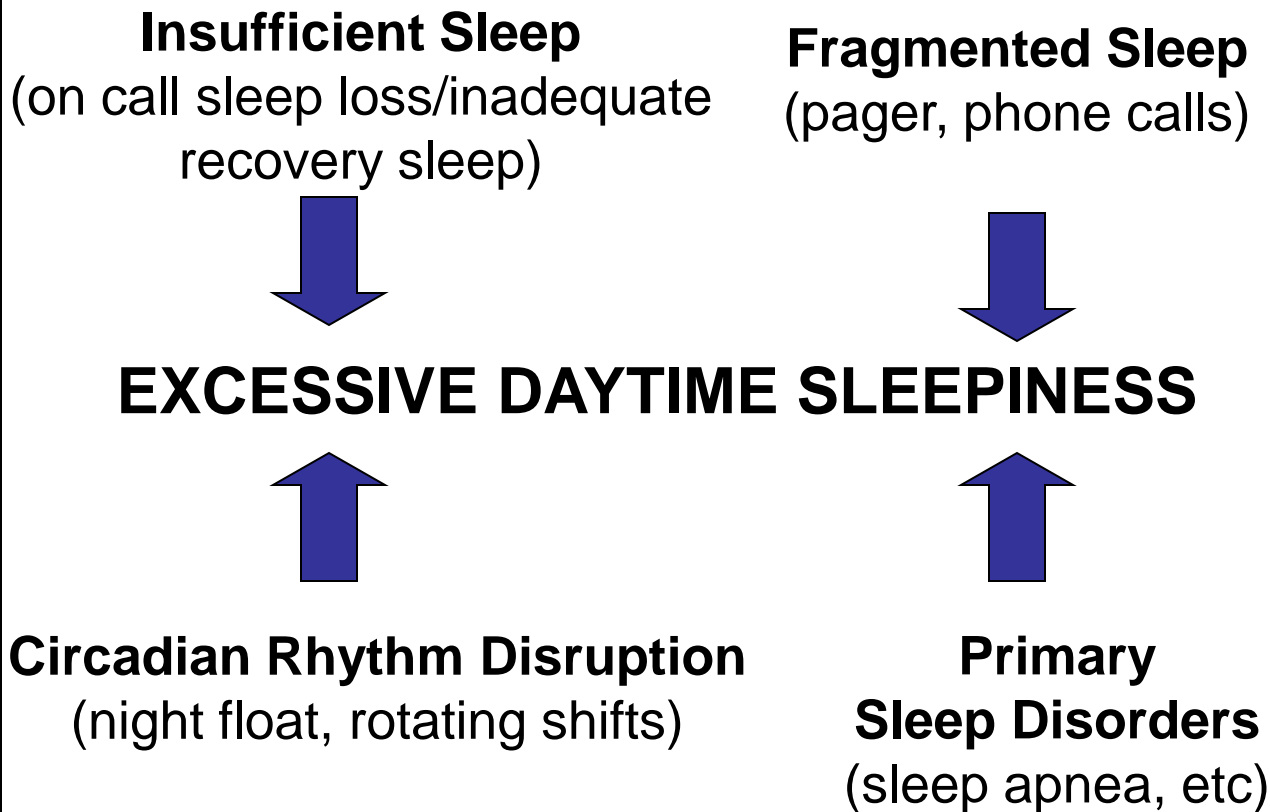 Insufficient Sleep
(on call sleep loss/inadequate
recovery sleep)
Fragmented Sleep
(pager, phone calls)
EXCESSIVE DAYTIME SLEEPINESS
Circadian Rhythm Disruption
(night float, rotating shifts)
Primary
Sleep Disorders
(sleep apnea, etc)